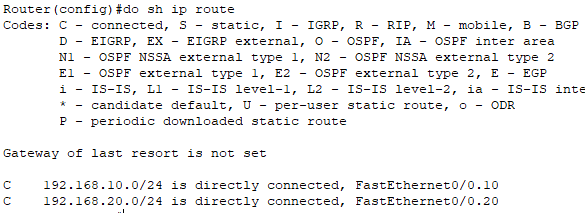 Router(config)#do sh ip route
Codes: C - connected, S - static, I - IGRP, R - RIP, M - mobile, B - BGP
D - EIGRP, EX - EIGRP external, O - OSPF, IA - OSPF inter area
N1 - OSPF NSSA external type 1, N2 - OSPF NSSA external type 2
E1 - OSPF external type 1, E2 - OSPF external type 2, E - EGP
i - IS-IS, L1 - IS-IS level-1, L2 - IS-IS level-2, ia - IS-IS inte
* - candidate default, U - per-user static route, o - ODR
P - periodic downloaded static route
Gateway of last resort is not set
C 192.168.10.0/24 is directly connected, FastEthernet0/0.10
C 192.168.20.0/24 is directly connected, FastEthernet0/0.20